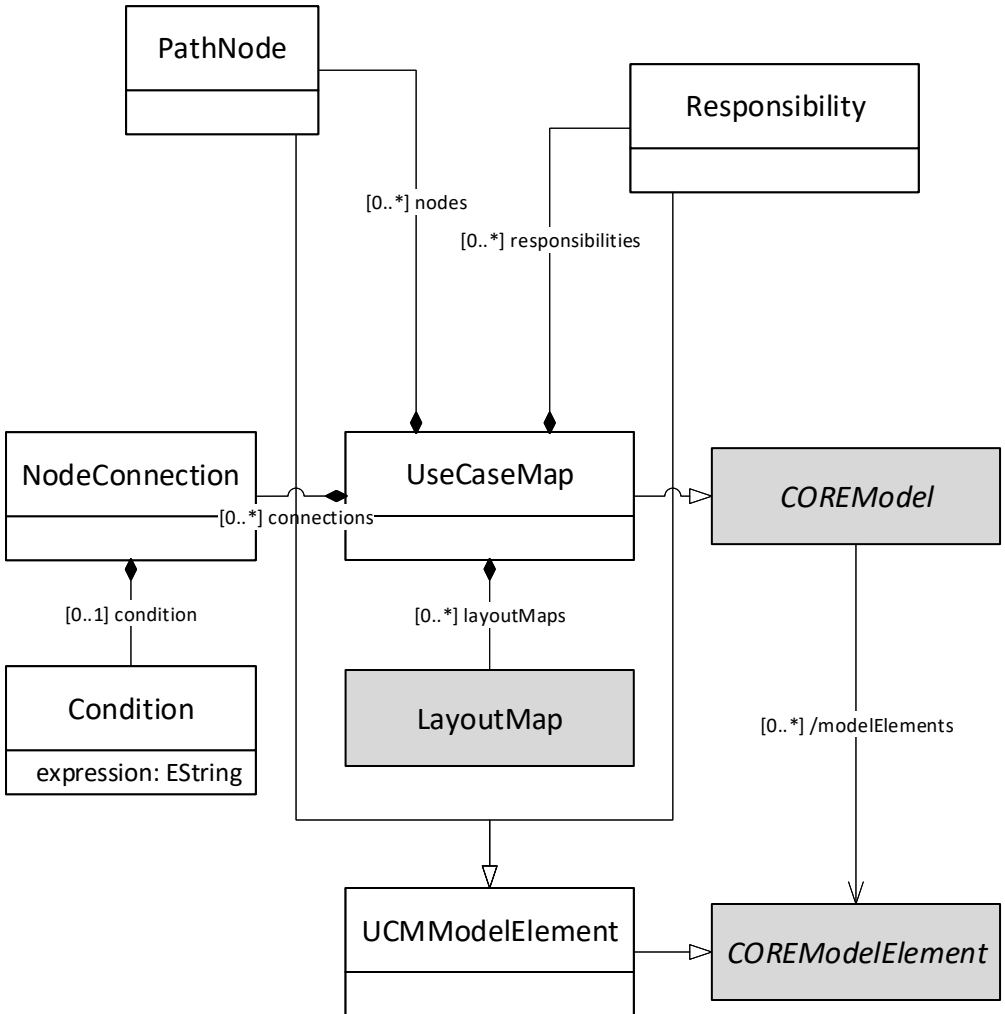 PathNode
Responsibility
[0..*] nodes
[0..*] responsibilities
NodeConnection
UseCaseMap
COREModel
[0..*] connections
[0..1] condition
[0..*] layoutMaps
Condition
LayoutMap
[0..*] /modelElements
expression: EString
UCMModelElement
COREModelElement